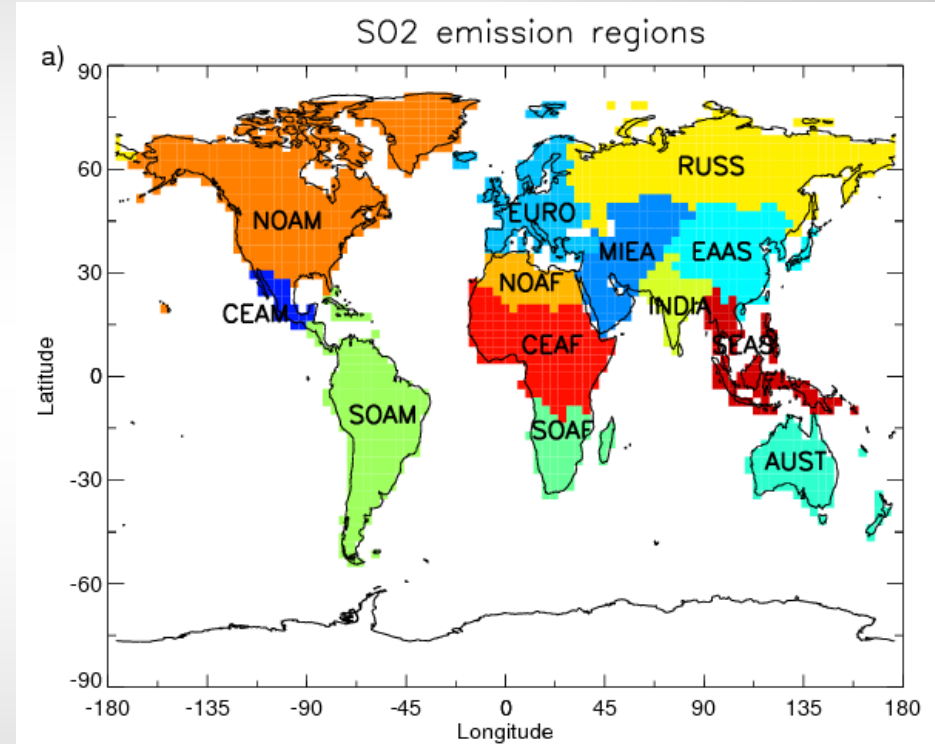 SO2 emission regions
a)
90
60
30
0
-30
-60
-90
Latitude
RUSS
NOAM
EURO
MIEA
EAAS
NOAF
INDIA
CEAM
CEAF
SEAS
SOAM
SOAF
AUST
-180 -135 -90 -45 0 45 90 135 180
Longitude